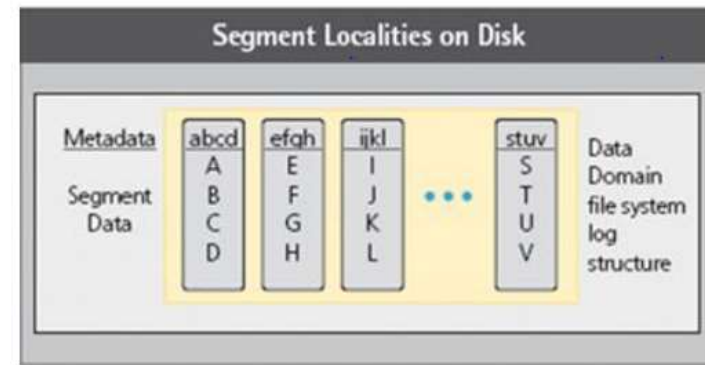 Segment Localities on Disk
Metadata
Segment
Data
abcd
A
B
C
D
efgh
E
F
G
H
ijkl
I
J
K
L
stuv
S
T
U
V
Data
Domain
file system
log
structure